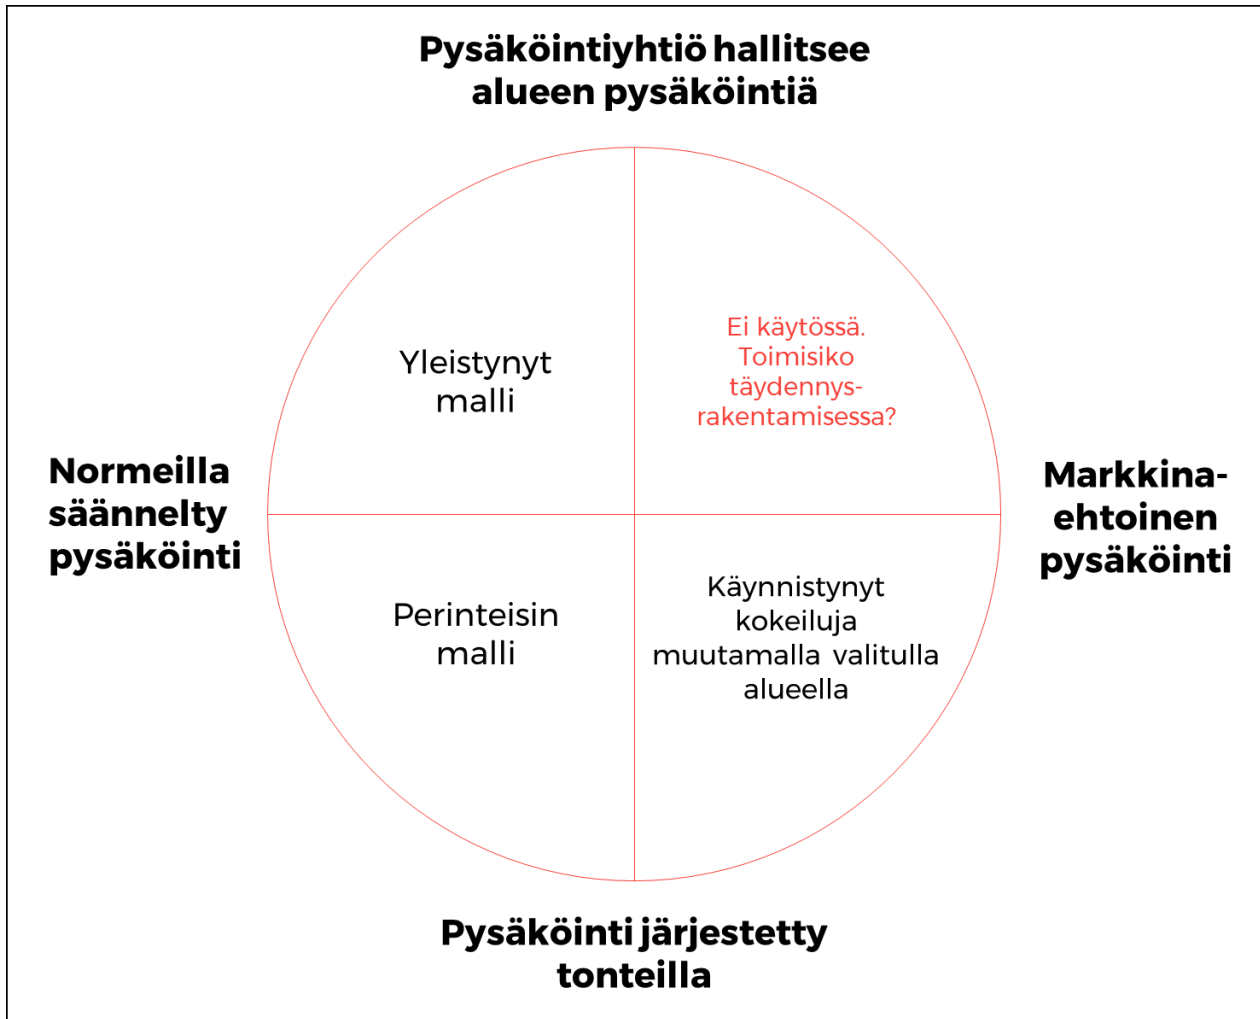 Pysäköintiyhtiö hallitsee
alueen pysäköintiä
Yleistynyt
malli
Ei käytössä.
Toimisiko
täydennys-
rakentamisessa?
Normeilla
säännelty
pysäköinti
Markkina-
ehtoinen
pysäköinti
Perinteisin
malli
Käynnistynyt
kokeiluja
muutamalla valitulla
alueella
Pysäköinti järjestetty
tonteilla